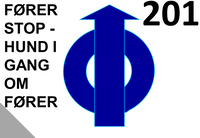 FØRER
STOP -
HUND I
GANG
OM
FØRER
201